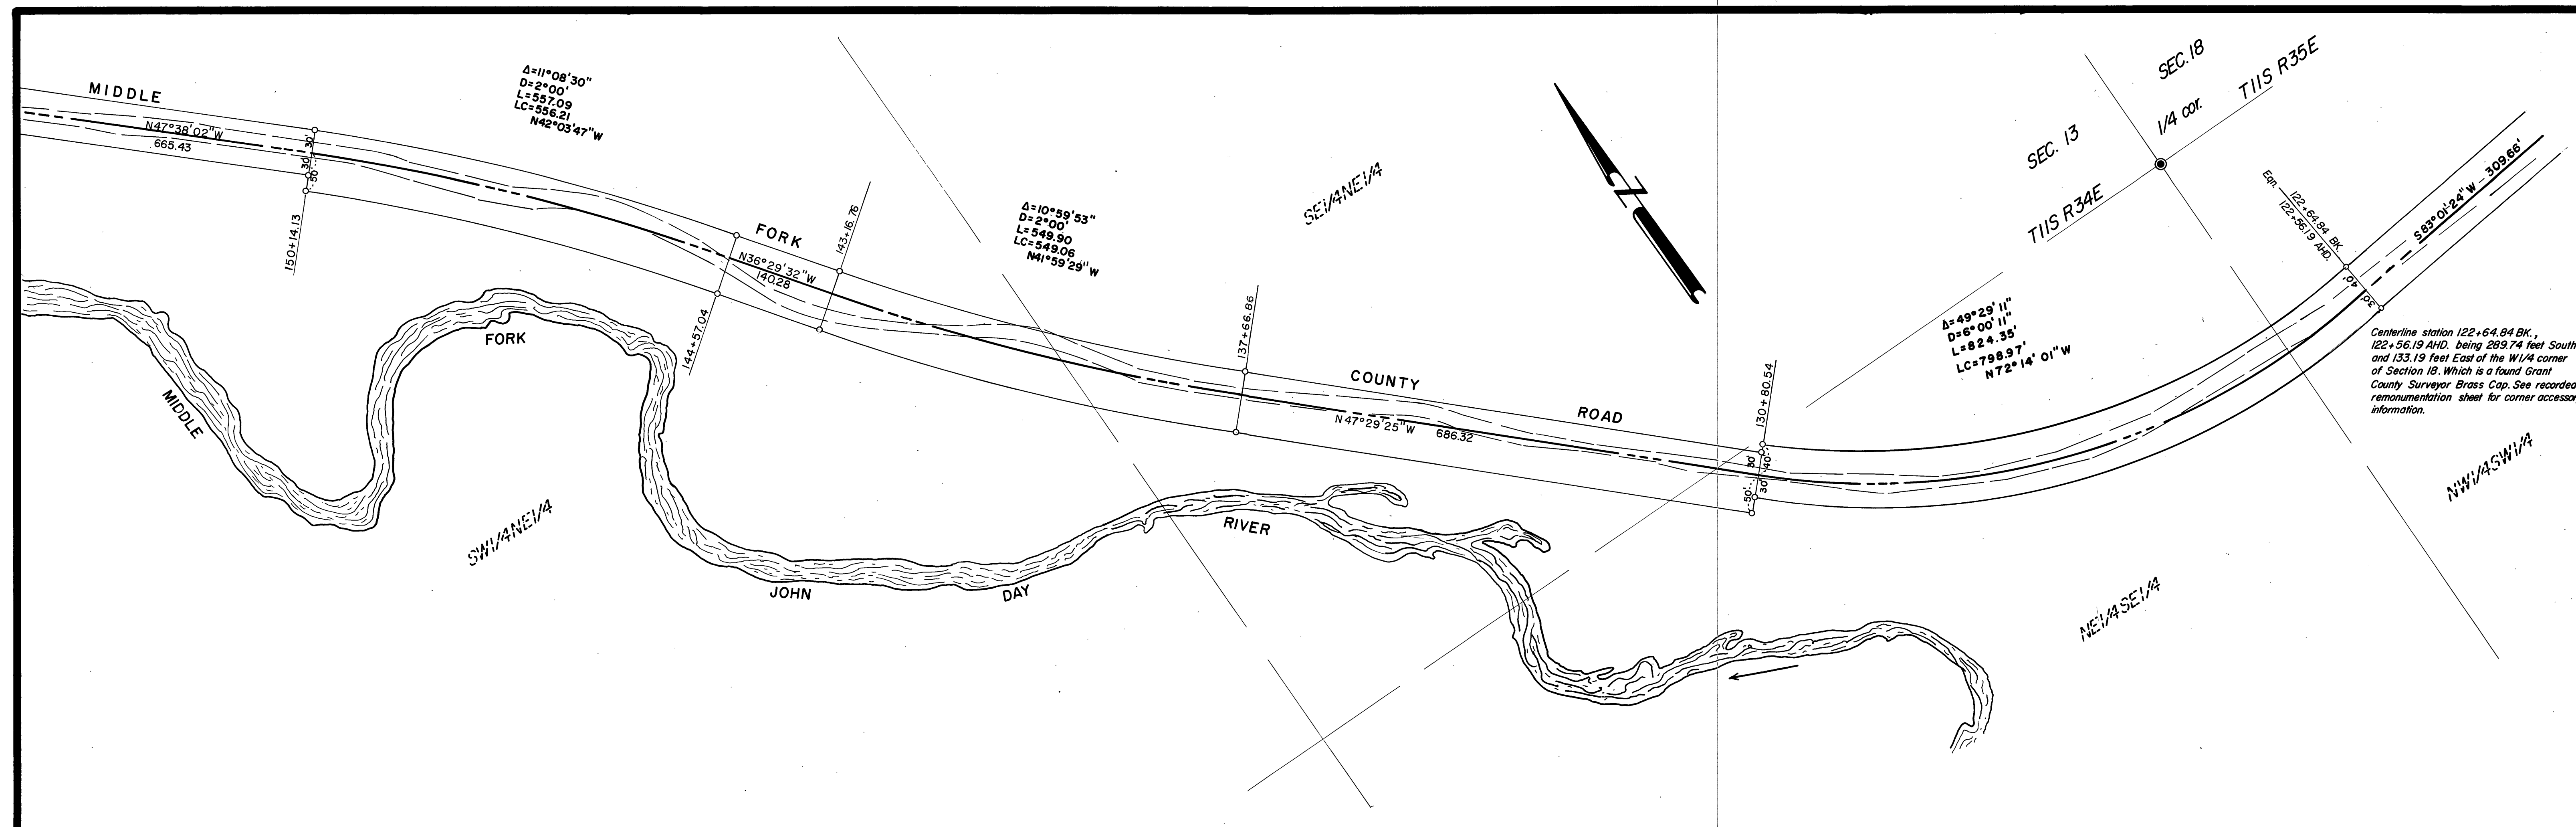 MIDDLE
N47°38'02"W
665.43
30'
30'
50'
150+14.13
Δ=11°08'30"
D=2°00'
L=557.09
LC=556.21
N42°03'47"W
FORK
N36°29'32"W
140.28
144+57.04
143+16.76
Δ=10°59'53"
D=2°00'
L=549.90
LC=549.06
N41°59'29"W
SE1/4NE1/4
137+66.86
COUNTY
N47°29'25"W
686.32
ROAD
130+80.54
30'
40'
50'
30'
N
SEC. 18
T11S R35E
1/4 cor.
SEC. 13
T11S R34E
Eqn.
122+64.84 BK.
122+56.19 AHD.
40'
30'
S83°01'24"W - 309.66'
Δ=49°29'11"
D=6°00'11"
L=824.35'
LC=798.97'
N72°14'01"W
Centerline station 122+64.84 BK.,
122+56.19 AHD. being 289.74 feet South
and 133.19 feet East of the W1/4 corner
of Section 18. Which is a found Grant
County Surveyor Brass Cap. See recorded
remonumentation sheet for corner
information.
NW1/4SW1/4
NE1/4SE1/4
SW1/4NE1/4
MIDDLE
FORK
JOHN
DAY
RIVER